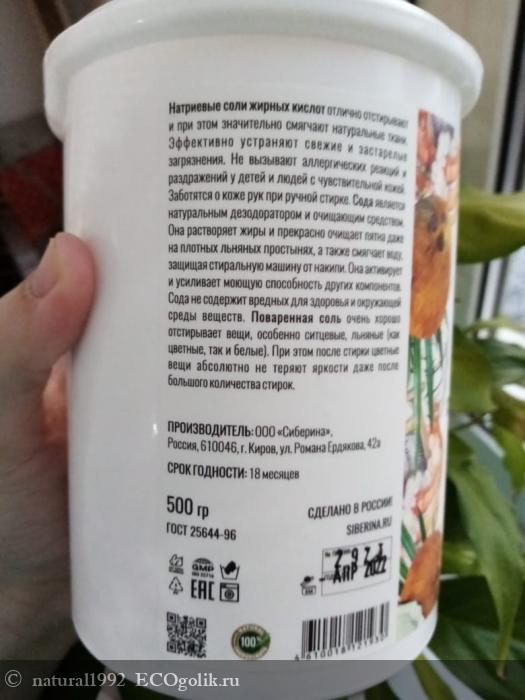 Натриевые соли жирных кислот отлично отстирывают
и при этом значительно смягчают натуральные ткани.
Эффективно устраняют свежие и застарелые
загрязнения. Не вызывают аллергических реакций и
раздражений у детей и людей с чувствительной кожей.
Заботятся о коже рук при ручной стирке. Сода является
натуральным дезодоратором и очищающим средством.
Она растворяет жиры и прекрасно очищает пятна даже
на плотных льняных простынях, а также смягчает воду,
защищая стиральную машину от накипи. Она активирует
и усиливает моющую способность других компонентов.
Сода не содержит вредных для здоровья и окружающей
среды веществ. Поваренная соль очень хорошо
отстирывает вещи, особенно ситцевые, льняные (как
цветные, так и белые). При этом после стирки цветные
вещи абсолютно не теряют яркости даже после
большого количества стирок.
ПРОИЗВОДИТЕЛЬ: ООО «Сиберина»,
Россия, 610046, г. Киров, ул. Романа Ердякова, 42а
СРОК ГОДНОСТИ: 18 месяцев
500 гр
ГОСТ 25644-96
СДЕЛАНО В РОССИИ
SIBERINA.RU
GMP
EAC
АПР 2022
100%
natural1992 ECOgolik.ru